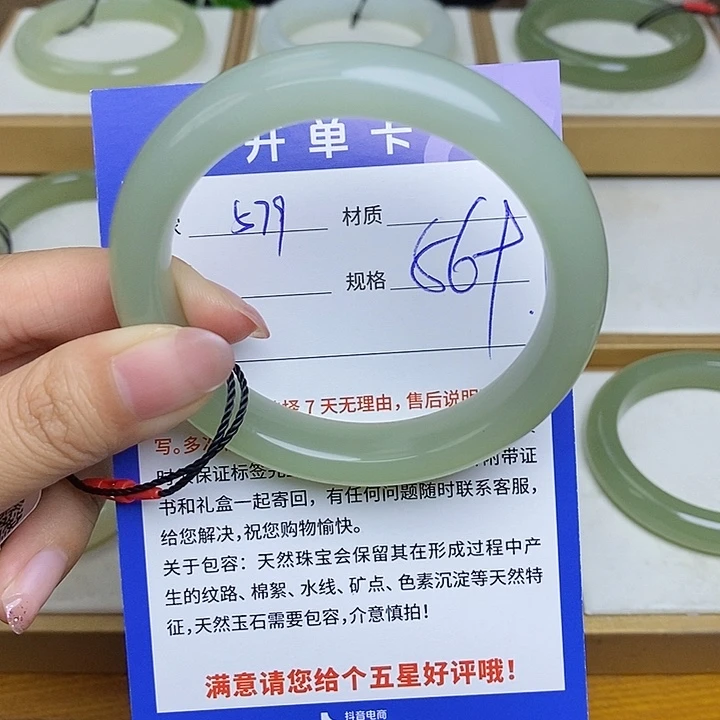 开单卡
579 材质
规格 56
7天无理由，售后说明
写。多
保证标签完 附带证
书和礼盒一起寄回，有任何问题随时联系客服，
给您解决，祝您购物愉快。
关于包容：天然珠宝会保留其在形成过程中产
生的纹路、棉絮、水线、矿点、色素沉淀等天然特
征，天然玉石需要包容，介意慎拍！
满意请您给个五星好评哦！
抖音电商